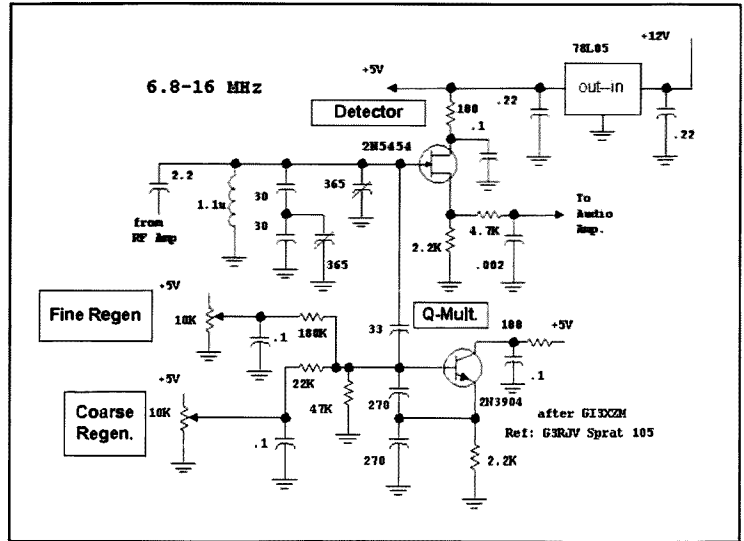 78L05
+12V
+5V
out-in
6.8-16 MHz
Detector
100
.22
.22
.1
2N5454
2.2
365
30
1.1u
To
Audio
Amp.
from
RF Amp
30
4.7K
2.2K
365
.002
+5V
Fine Regen
10K
180K
.1
33
Q-Mult.
100
+5V
+5V
22K
Coarse
Regen.
10K
47K
270
2N3904
.1
.1
270
after GI3XZM
Ref: G3RJV Sprat 105
2.2K